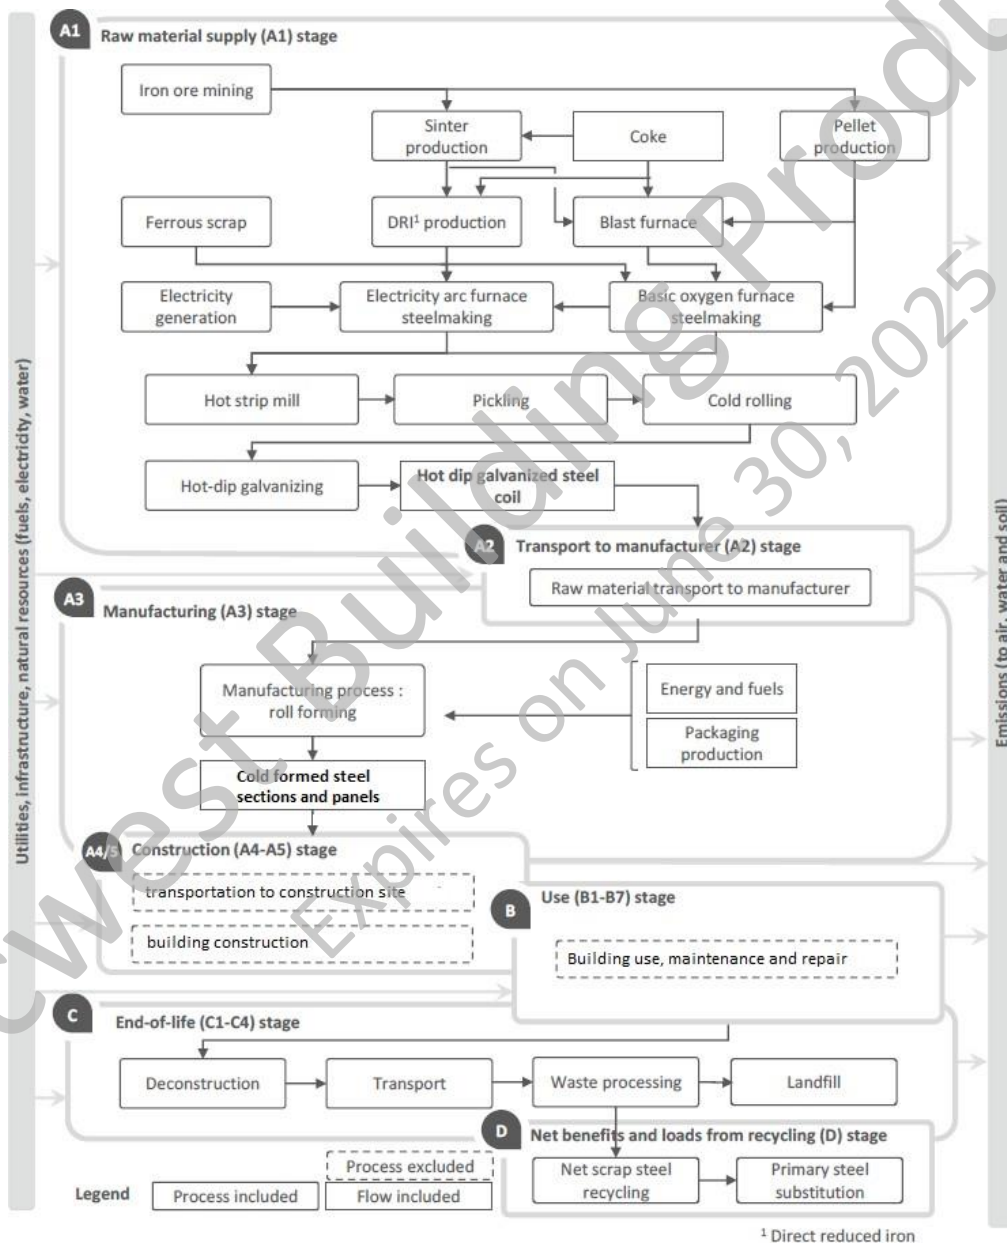 A1
Raw material supply (A1) stage
Iron ore mining
Sinter
production
Coke
Pellet
production
Ferrous scrap
DRI¹ production
Blast furnace
Electricity
generation
Electricity arc furnace
steelmaking
Basic oxygen furnace
steelmaking
Hot strip mill
Pickling
Cold rolling
Hot-dip galvanizing
Hot dip galvanized steel
coil
A2
Transport to manufacturer (A2) stage
Raw material transport to manufacturer
A3
Manufacturing (A3) stage
Manufacturing process :
roll forming
Energy and fuels
Packaging
production
Cold formed steel
sections and panels
A4/5
Construction (A4-A5) stage
transportation to construction site
building construction
B
Use (B1-B7) stage
Building use, maintenance and repair
C
End-of-life (C1-C4) stage
Deconstruction
Transport
Waste processing
Landfill
D
Net benefits and loads from recycling (D) stage
Net scrap steel
recycling
Primary steel
substitution
Legend
Process excluded
Process included
Flow included
¹ Direct reduced iron
Utilities, infrastructure, natural resources (fuels, electricity, water)
Emissions (to air, water and soil)
west Building
Expires on June 30, 2025